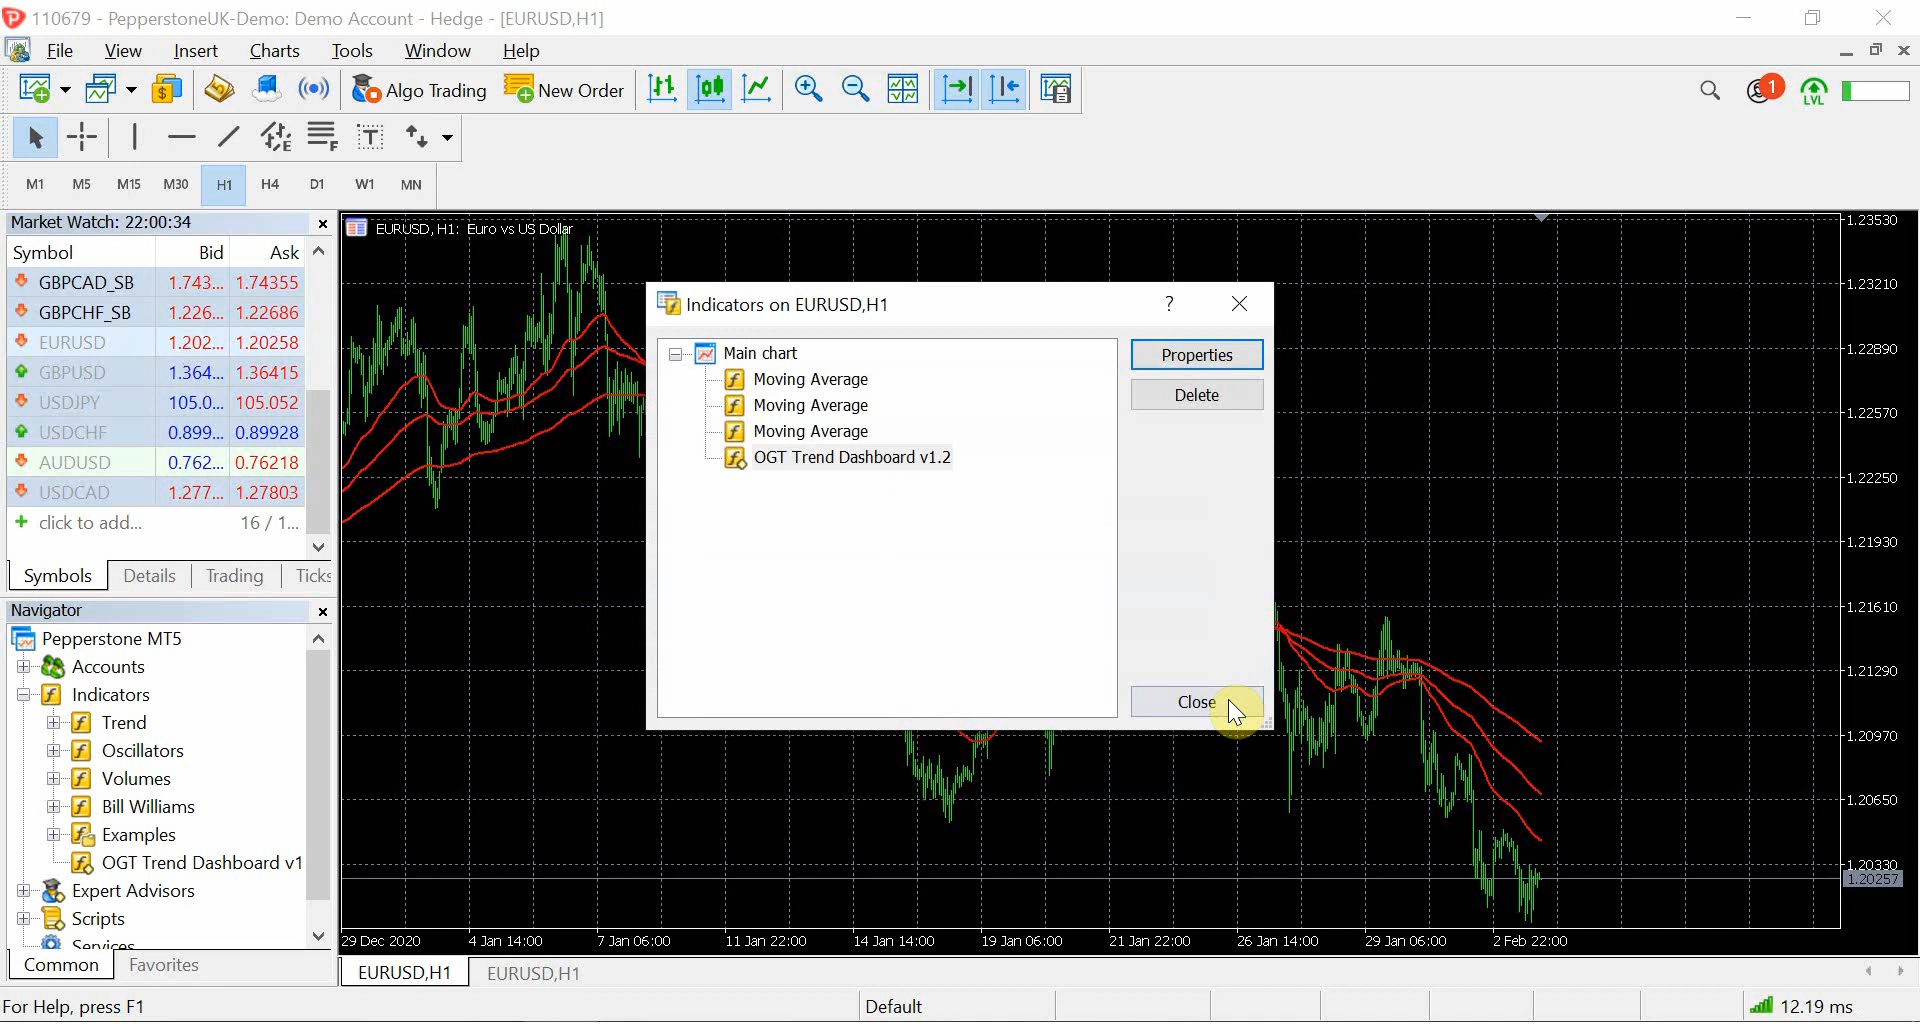 110679 - PepperstoneUK-Demo: Demo Account - Hedge - [EURUSD,H1]
File View Insert Charts Tools Window Help
Algo Trading New Order 1 LVL
E F T
M1 M5 M15 M30 H1 H4 D1 W1 MN
Market Watch: 22:00:34
Symbol Bid Ask
GBPCAD_SB 1.743... 1.74355
GBPCHF_SB 1.226... 1.22686
EURUSD 1.202... 1.20258
GBPUSD 1.364... 1.36415
USDJPY 105.0... 105.052
USDCHF 0.899... 0.89928
AUDUSD 0.762... 0.76218
USDCAD 1.277... 1.27803
click to add... 16 / 1...
Symbols Details Trading Ticks
Navigator
Pepperstone MT5
Accounts
Indicators
Trend
Oscillators
Volumes
Bill Williams
Examples
OGT Trend Dashboard v1
Expert Advisors
Scripts
Services
Common Favorites
EURUSD, H1: Euro vs US Dollar
Indicators on EURUSD,H1 ?
Main chart
Moving Average
Moving Average
Moving Average
OGT Trend Dashboard v1.2
Properties
Delete
Close
1.23530
1.23210
1.22890
1.22570
1.22250
1.21930
1.21610
1.21290
1.20970
1.20650
1.20330
1.20257
29 Dec 2020 4 Jan 14:00 7 Jan 06:00 11 Jan 22:00 14 Jan 14:00 19 Jan 06:00 21 Jan 22:00 26 Jan 14:00 29 Jan 06:00 2 Feb 22:00
EURUSD,H1 EURUSD,H1
For Help, press F1 Default 12.19 ms